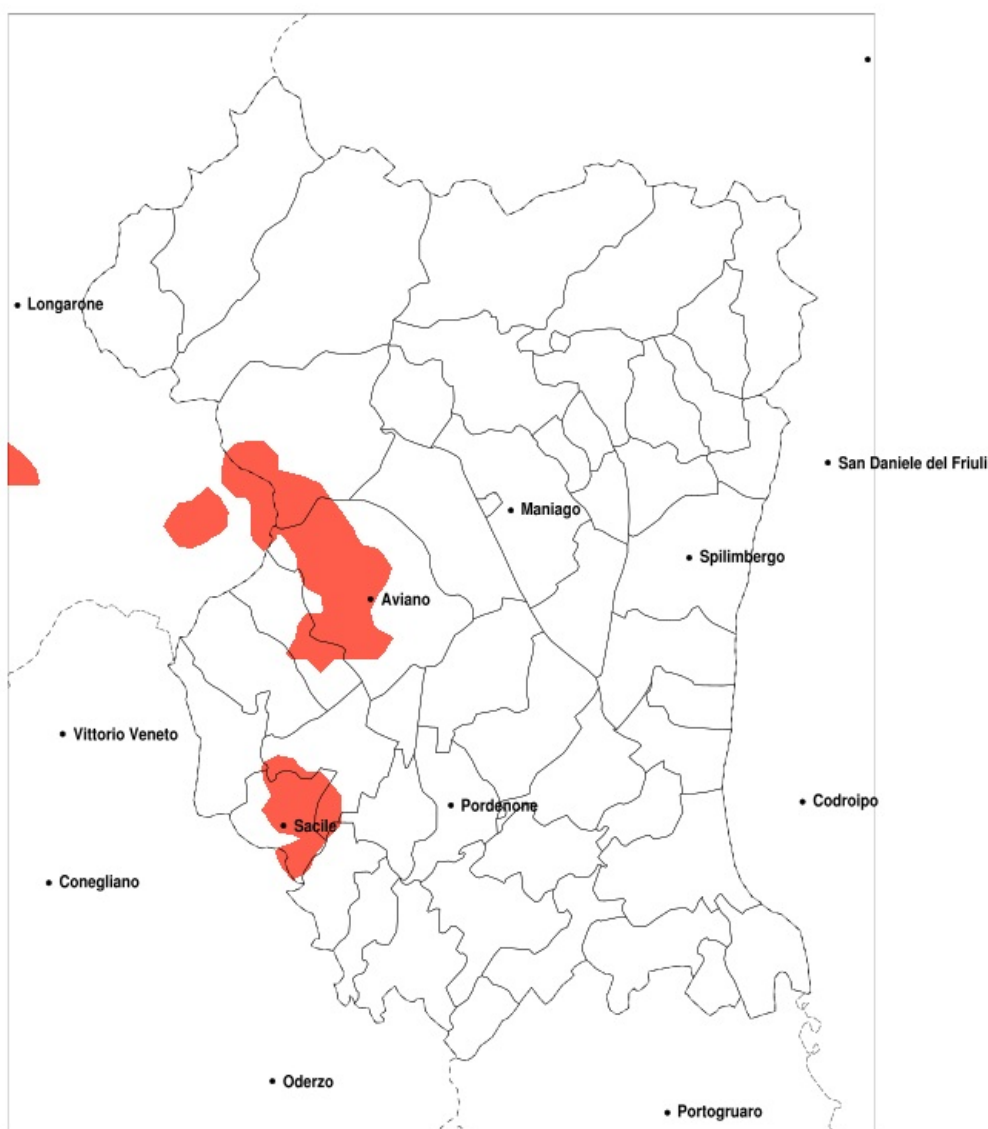 Longarone
San Daniele del Friuli
Maniago
Spilimbergo
Aviano
Vittorio Veneto
Codroipo
Pordenone
Sacile
Conegliano
Oderzo
Portogruaro